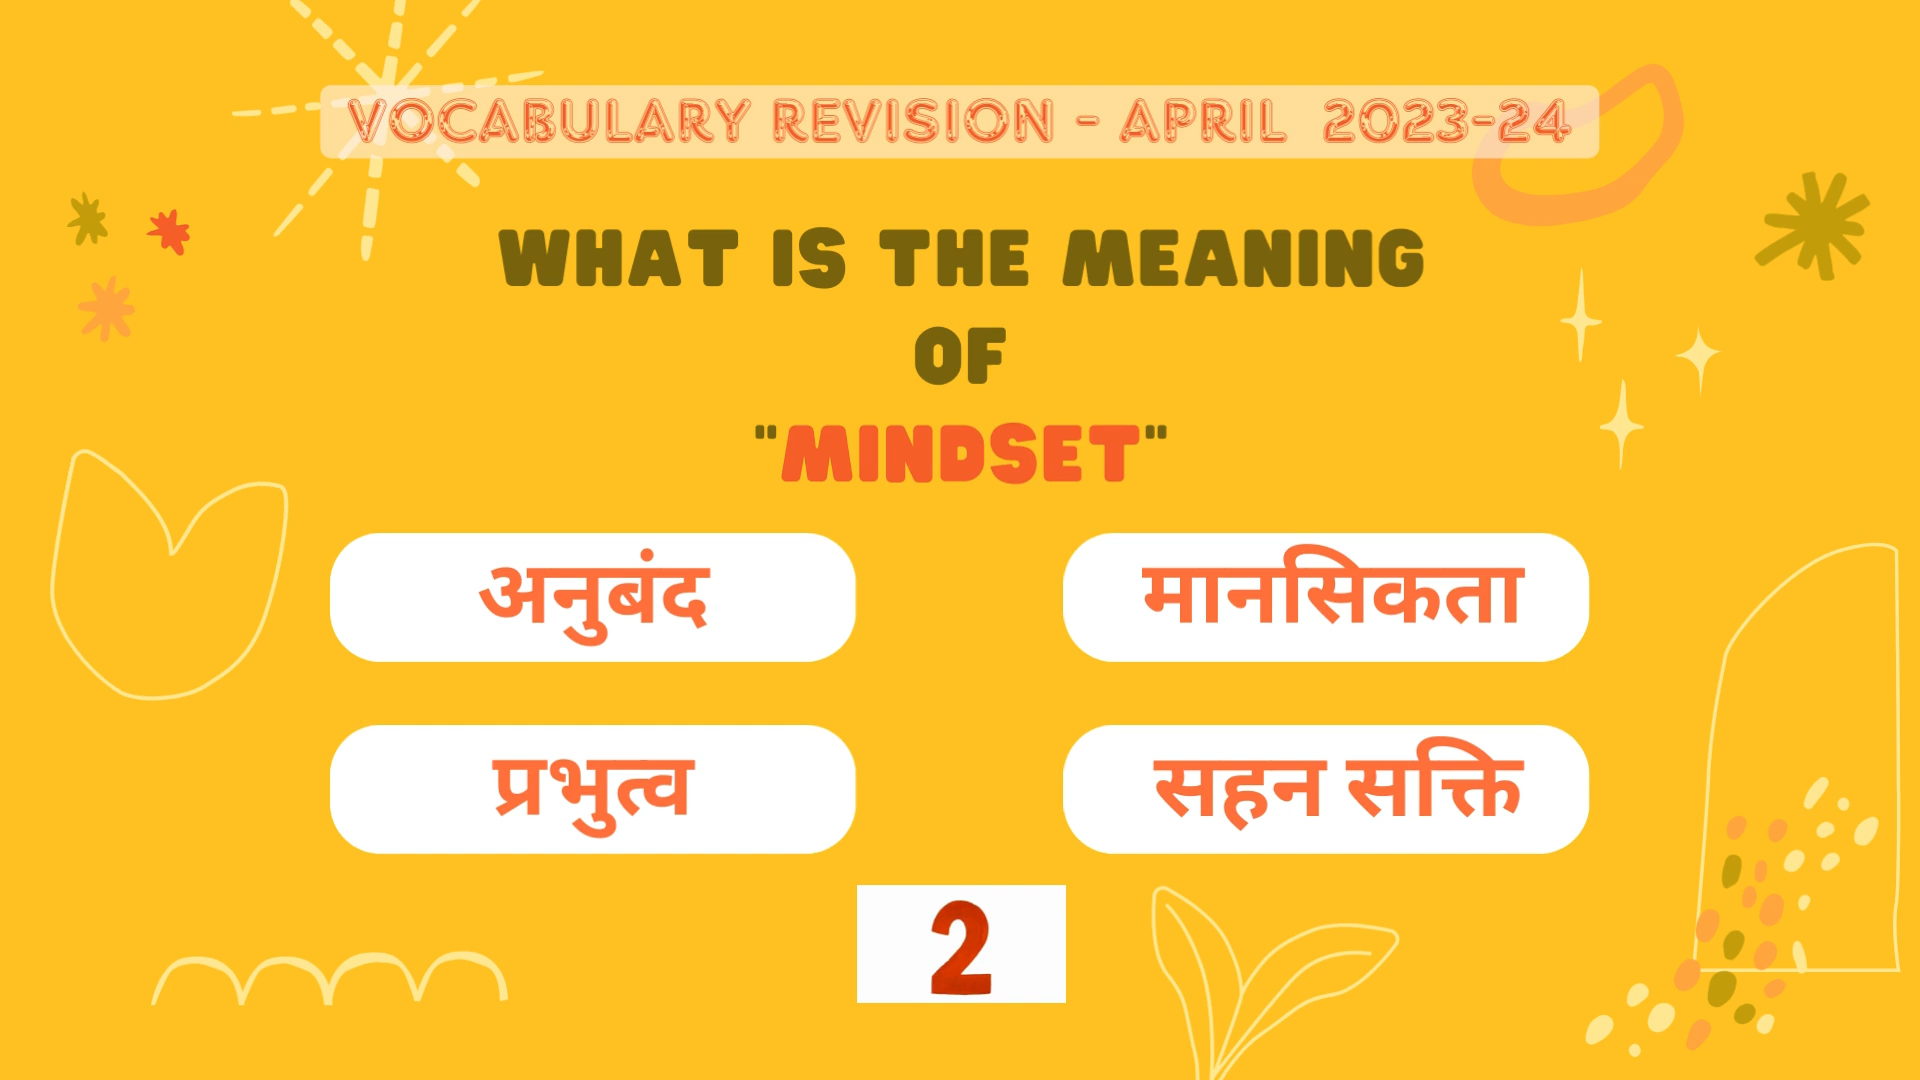 VOCABULARY REVISION - APRIL 2023-24
WHAT IS THE MEANING
OF
"MINDSET"
अनुबंद
मानसिकता
प्रभुत्व
सहन सक्ति
2